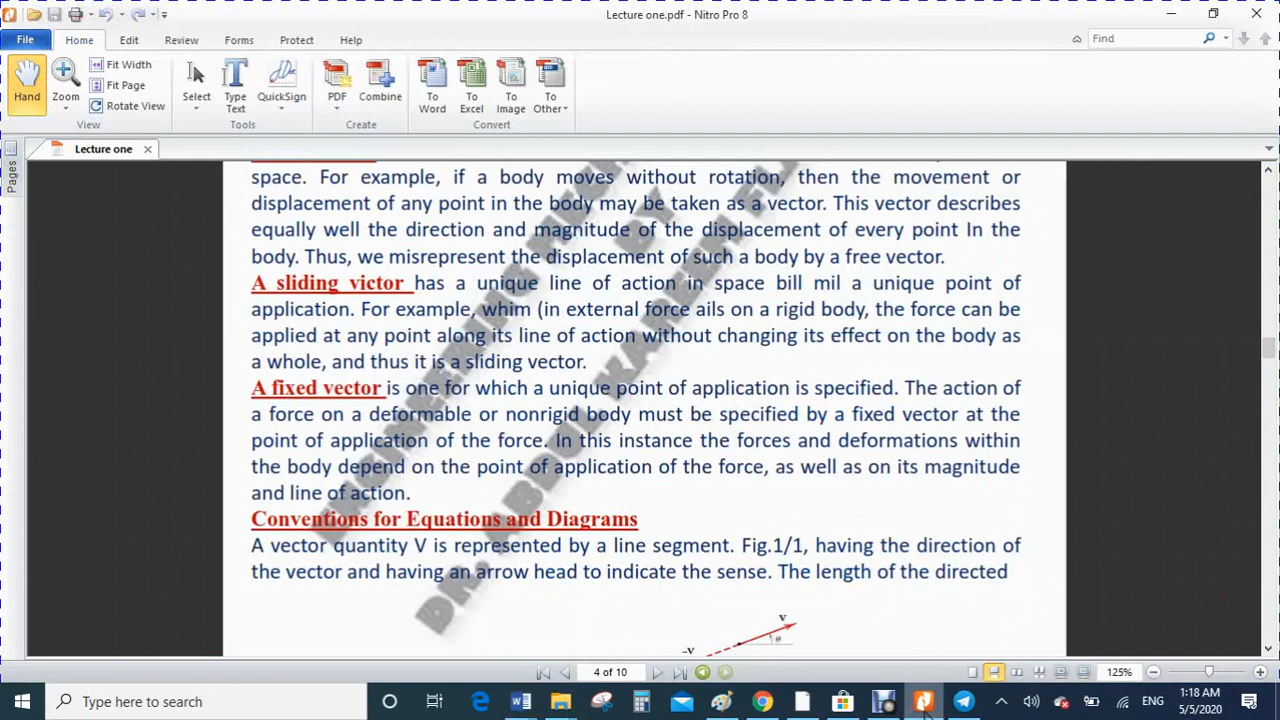 Lecture one.pdf - Nitro Pro 8
File Home Edit Review Forms Protect Help
Find
Hand
Zoom
Fit Width
Fit Page
Rotate View
View
Select
Type Text
QuickSign
Tools
PDF
Combine
Create
To Word
To Excel
To Image
To Other
Convert
Lecture one
Pages
space. For example, if a body moves without rotation, then the movement or
displacement of any point in the body may be taken as a vector. This vector describes
equally well the direction and magnitude of the displacement of every point In the
body. Thus, we misrepresent the displacement of such a body by a free vector.
A sliding victor has a unique line of action in space bill mil a unique point of
application. For example, whim (in external force ails on a rigid body, the force can be
applied at any point along its line of action without changing its effect on the body as
a whole, and thus it is a sliding vector.
A fixed vector is one for which a unique point of application is specified. The action of
a force on a deformable or nonrigid body must be specified by a fixed vector at the
point of application of the force. In this instance the forces and deformations within
the body depend on the point of application of the force, as well as on its magnitude
and line of action.
Conventions for Equations and Diagrams
A vector quantity V is represented by a line segment. Fig.1/1, having the direction of
the vector and having an arrow head to indicate the sense. The length of the directed
V
θ
-V
ENGINEERING
BY
DR. ABDUL KAREEM
4 of 10
125%
Type here to search
ENG
1:18 AM
5/5/2020